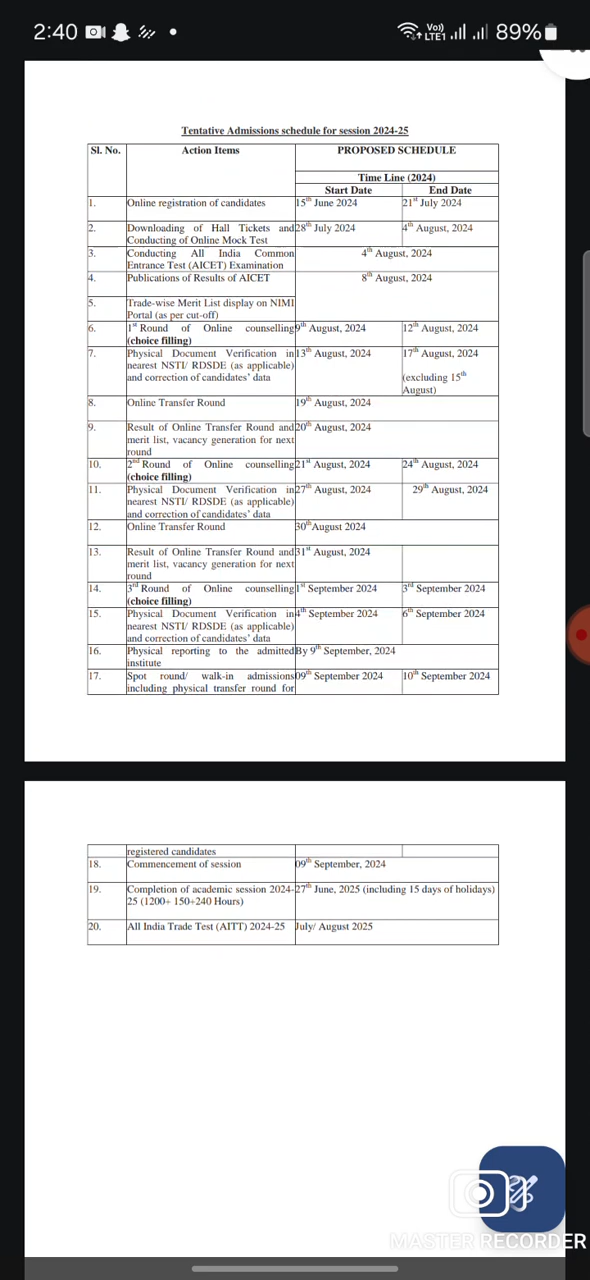 2:40
Vo))
LTE1
89%
Tentative Admissions schedule for session 2024-25
Sl. No. Action Items PROPOSED SCHEDULE
Time Line (2024)
Start Date End Date
1. Online registration of candidates 15th June 2024 21st July 2024
2. Downloading of Hall Tickets and 28th July 2024 4th August, 2024
Conducting of Online Mock Test
3. Conducting All India Common 4th August, 2024
Entrance Test (AICET) Examination
4. Publications of Results of AICET 8th August, 2024
5. Trade-wise Merit List display on NIMI
Portal (as per cut-off)
6. 1st Round of Online counselling 9th August, 2024 12th August, 2024
(choice filling)
7. Physical Document Verification in 13th August, 2024 17th August, 2024
nearest NSTI/ RDSDE (as applicable)
and correction of candidates' data (excluding 15th
August)
8. Online Transfer Round 19th August, 2024
9. Result of Online Transfer Round and 20th August, 2024
merit list, vacancy generation for next
round
10. 2nd Round of Online counselling 21st August, 2024 24th August, 2024
(choice filling)
11. Physical Document Verification in 27th August, 2024 29th August, 2024
nearest NSTI/ RDSDE (as applicable)
and correction of candidates' data
12. Online Transfer Round 30th August 2024
13. Result of Online Transfer Round and 31st August, 2024
merit list, vacancy generation for next
round
14. 3rd Round of Online counselling 1st September 2024 3rd September 2024
(choice filling)
15. Physical Document Verification in 4th September 2024 6th September 2024
nearest NSTI/ RDSDE (as applicable)
and correction of candidates' data
16. Physical reporting to the admitted By 9th September, 2024
institute
17. Spot round/ walk-in admissions 09th September 2024 10th September 2024
including physical transfer round for
registered candidates
18. Commencement of session 09th September, 2024
19. Completion of academic session 2024- 27th June, 2025 (including 15 days of holidays)
25 (1200+ 150+240 Hours)
20. All India Trade Test (AITT) 2024-25 July/ August 2025
MASTER RECORDER